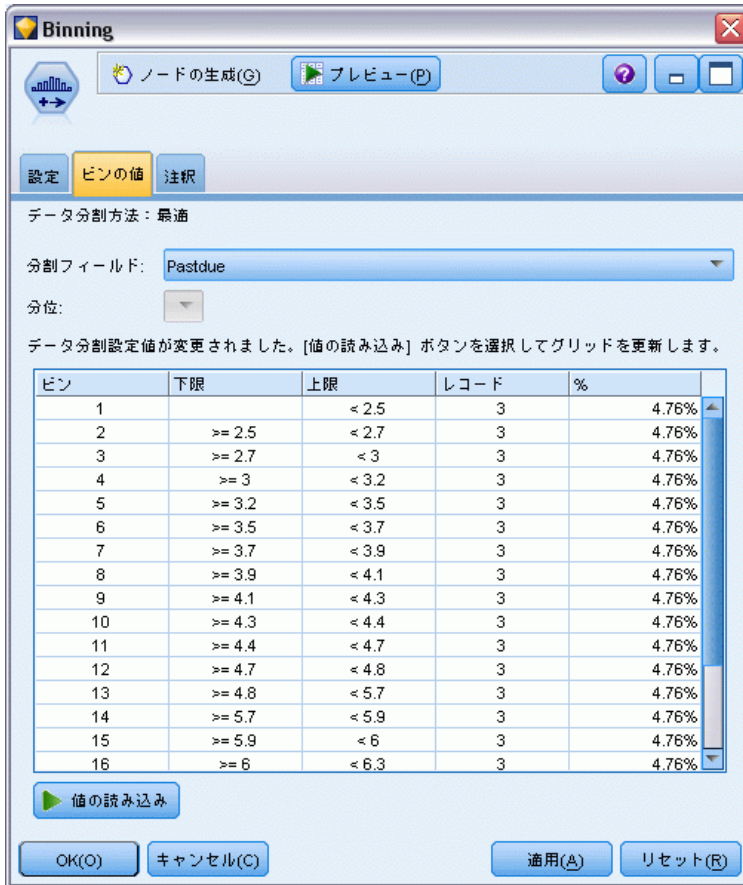 Binning
ノードの生成(G) プレビュー(P)
設定 ビンの値 注釈
データ分割方法：最適
分割フィールド: Pastdue
分位:
データ分割設定値が変更されました。[値の読み込み] ボタンを選択してグリッドを更新します。
ビン 下限 上限 レコード %
1 < 2.5 3 4.76%
2 >= 2.5 < 2.7 3 4.76%
3 >= 2.7 < 3 3 4.76%
4 >= 3 < 3.2 3 4.76%
5 >= 3.2 < 3.5 3 4.76%
6 >= 3.5 < 3.7 3 4.76%
7 >= 3.7 < 3.9 3 4.76%
8 >= 3.9 < 4.1 3 4.76%
9 >= 4.1 < 4.3 3 4.76%
10 >= 4.3 < 4.4 3 4.76%
11 >= 4.4 < 4.7 3 4.76%
12 >= 4.7 < 4.8 3 4.76%
13 >= 4.8 < 5.7 3 4.76%
14 >= 5.7 < 5.9 3 4.76%
15 >= 5.9 < 6 3 4.76%
16 >= 6 < 6.3 3 4.76%
値の読み込み
OK(O) キャンセル(C) 適用(A) リセット(R)